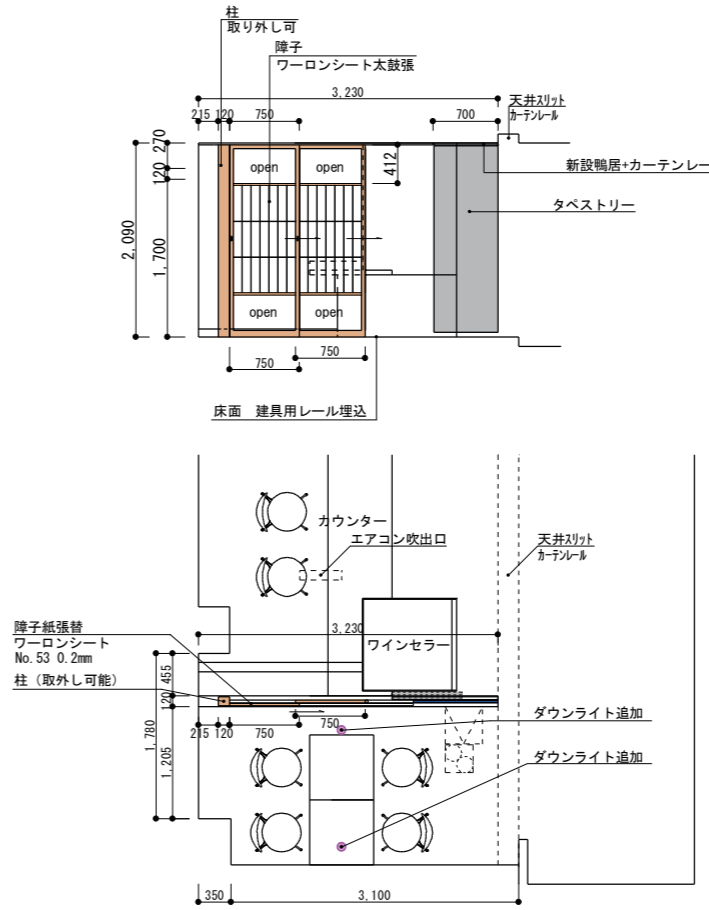 柱
取り外し可
障子
ワーロンシート太鼓張
3,230
天井スリット
カーテンレール
215
120
750
700
270
120
open
open
412
新設鴨居+カーテンレー
タペストリー
2,090
1,700
open
open
750
750
床面 建具用レール埋込
カウンター
エアコン吹出口
天井スリット
カーテンレール
障子紙張替
ワーロンシート
No.53 0.2mm
柱（取外し可能）
3,230
ワインセラー
455
120
1,780
1,205
215
120
750
750
ダウンライト追加
ダウンライト追加
350
3,100